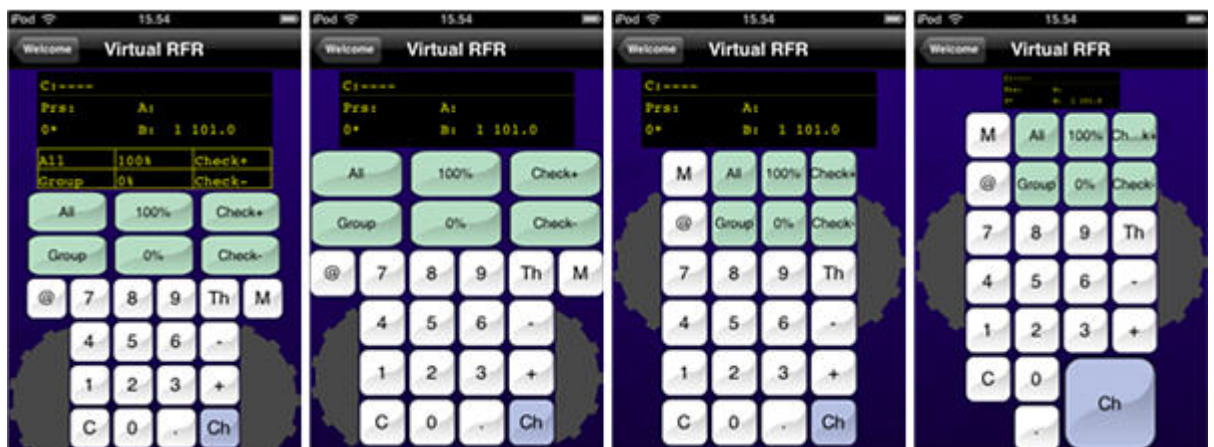 iPod 15.54
Welcome Virtual RFR
C:----
Prs: A:
0* B: 1 101.0
All 100% Check+
Group 0% Check-
All 100% Check+
Group 0% Check-
@ 7 8 9 Th M
4 5 6 -
1 2 3 +
C 0 . Ch
iPod 15.54
Welcome Virtual RFR
C:----
Prs: A:
0* B: 1 101.0
All 100% Check+
Group 0% Check-
@ 7 8 9 Th M
4 5 6 -
1 2 3 +
C 0 . Ch
iPod 15.54
Welcome Virtual RFR
C:----
Prs: A:
0* B: 1 101.0
M All 100% Check+
@ Group 0% Check-
7 8 9 Th
4 5 6 -
1 2 3 +
C 0 . Ch
iPod 15.54
Welcome Virtual RFR
C:----
Prs: A:
0* B: 1 101.0
M All 100% Ch...k+
@ Group 0% Check-
7 8 9 Th
4 5 6 -
1 2 3 +
C 0 Ch
.